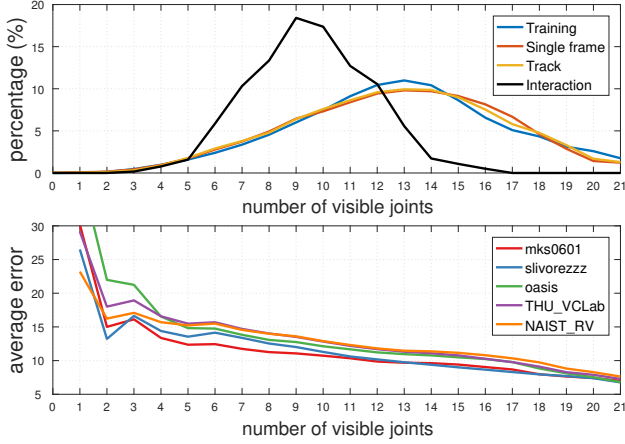 percentage (%)
20
15
10
5
0
Training
Single frame
Track
Interaction
0 1 2 3 4 5 6 7 8 9 10 11 12 13 14 15 16 17 18 19 20 21
number of visible joints
average error
30
25
20
15
10
5
mks0601
slivorezzz
oasis
THU_VCLab
NAIST_RV
0 1 2 3 4 5 6 7 8 9 10 11 12 13 14 15 16 17 18 19 20 21
number of visible joints